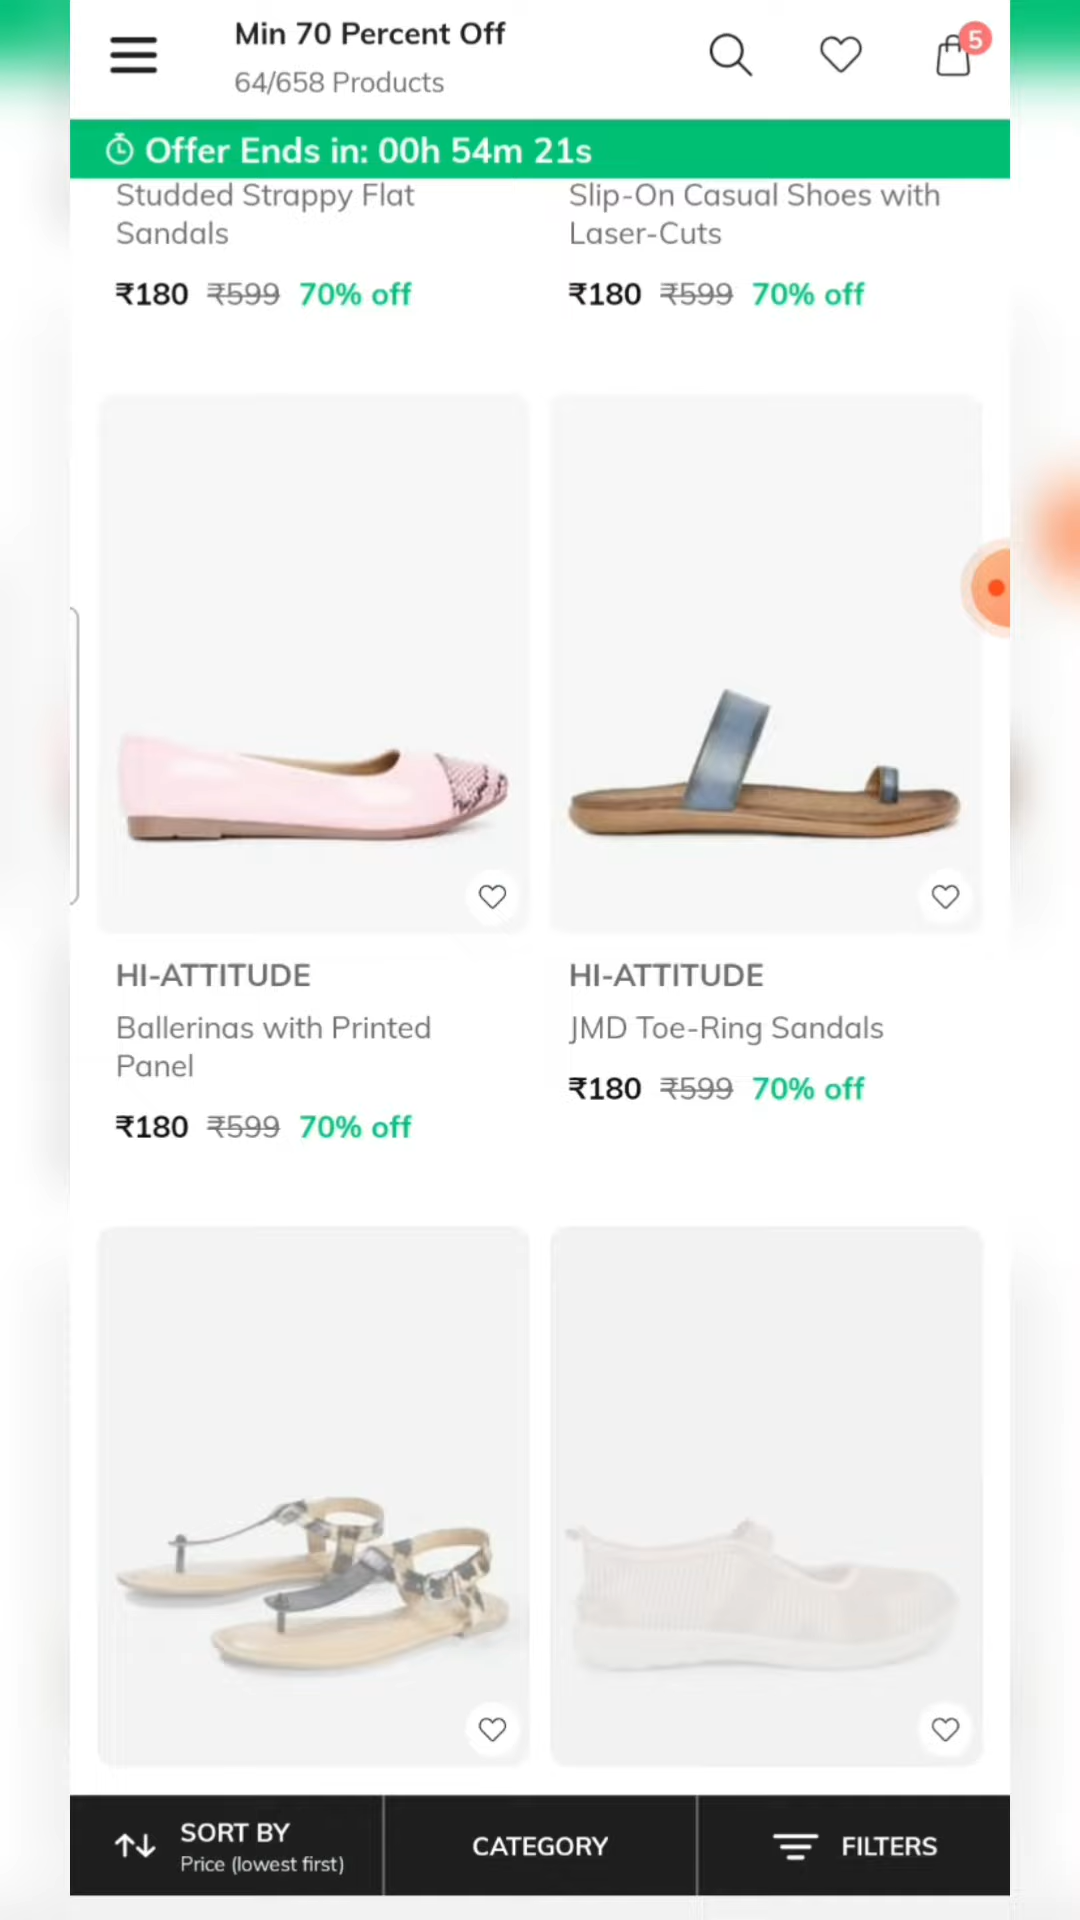 Min 70 Percent Off
64/658 Products
5
Offer Ends in: 00h 54m 21s
Studded Strappy Flat
Sandals
₹180 ₹599 70% off
Slip-On Casual Shoes with
Laser-Cuts
₹180 ₹599 70% off
HI-ATTITUDE
Ballerinas with Printed
Panel
₹180 ₹599 70% off
HI-ATTITUDE
JMD Toe-Ring Sandals
₹180 ₹599 70% off
SORT BY
Price (lowest first)
CATEGORY
FILTERS